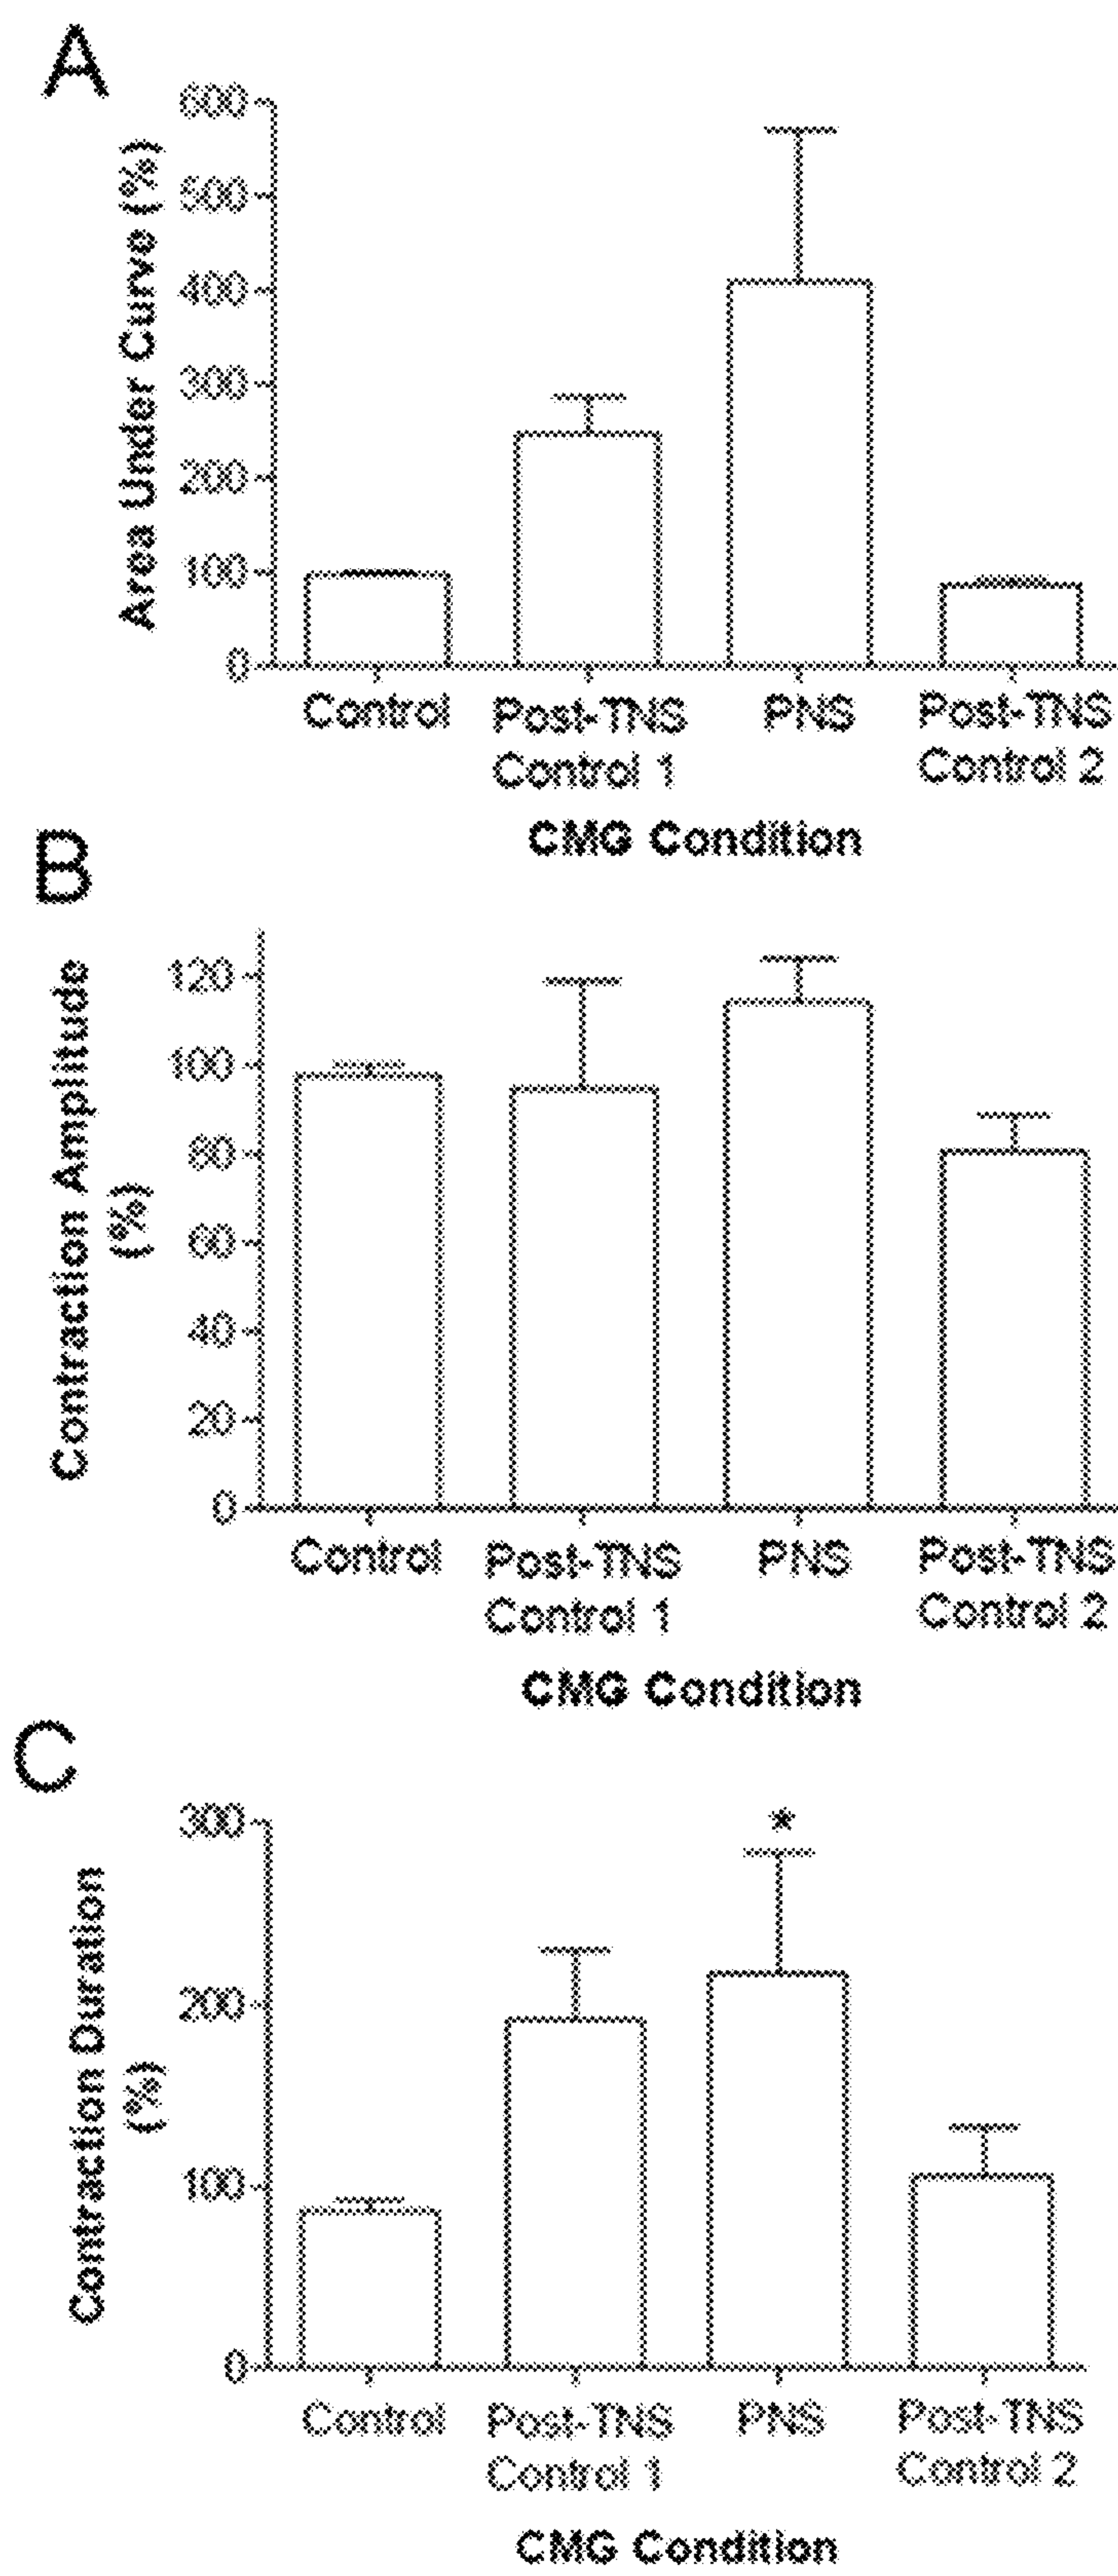 A
600
500
400
300
200
100
0
Area Under Curve (%)
Control
Post-TNS
Control 1
PNS
Post-TNS
Control 2
CMG Condition
B
120
100
80
60
40
20
0
Contraction Amplitude
(%)
Control
Post-TNS
Control 1
PNS
Post-TNS
Control 2
CMG Condition
C
300
200
100
0
Contraction Duration
(%)
*
Control
Post-TNS
Control 1
PNS
Post-TNS
Control 2
CMG Condition